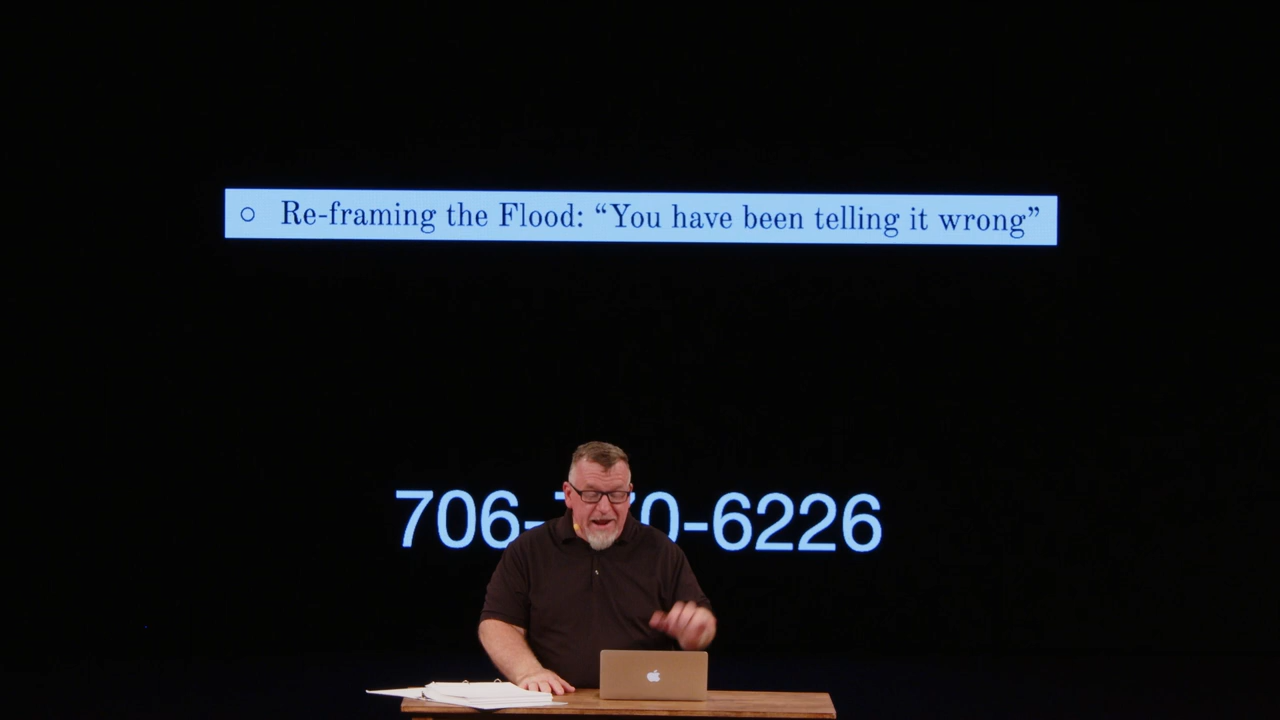 ○ Re-framing the Flood: “You have been telling it wrong”
706- 0-6226